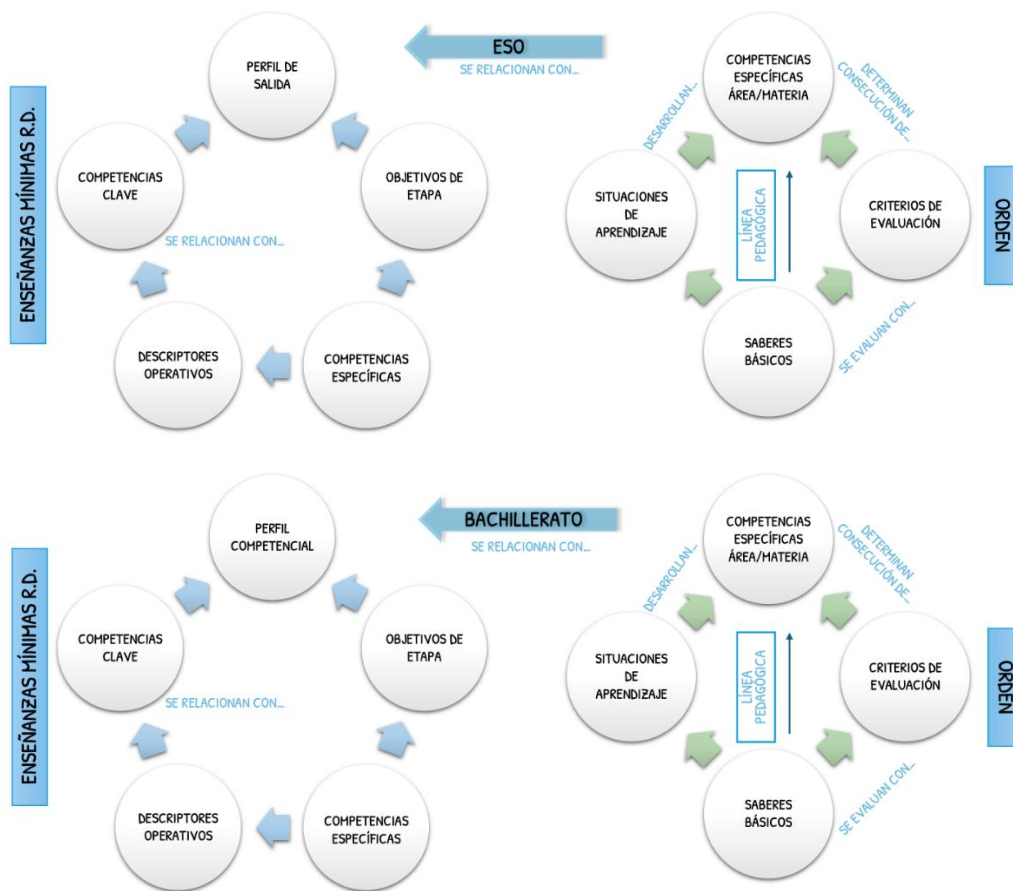 ENSEÑANZAS MÍNIMAS R.D.
PERFIL DE
SALIDA
COMPETENCIAS
CLAVE
OBJETIVOS DE
ETAPA
SE RELACIONAN CON...
DESCRIPTORES
OPERATIVOS
COMPETENCIAS
ESPECÍFICAS
ESO
SE RELACIONAN CON...
COMPETENCIAS
ESPECÍFICAS
ÁREA/MATERIA
DESARROLLAN...
DETERMINAN
CONSECUCIÓN DE...
SITUACIONES
DE
APRENDIZAJE
LÍNEA
PEDAGÓGICA
CRITERIOS DE
EVALUACIÓN
SABERES
BÁSICOS
SE EVALUAN CON...
ORDEN
ENSEÑANZAS MÍNIMAS R.D.
PERFIL
COMPETENCIAL
COMPETENCIAS
CLAVE
OBJETIVOS DE
ETAPA
SE RELACIONAN CON...
DESCRIPTORES
OPERATIVOS
COMPETENCIAS
ESPECÍFICAS
BACHILLERATO
SE RELACIONAN CON...
COMPETENCIAS
ESPECÍFICAS
ÁREA/MATERIA
DESARROLLAN...
DETERMINAN
CONSECUCIÓN DE...
SITUACIONES
DE
APRENDIZAJE
LÍNEA
PEDAGÓGICA
CRITERIOS DE
EVALUACIÓN
SABERES
BÁSICOS
SE EVALUAN CON...
ORDEN